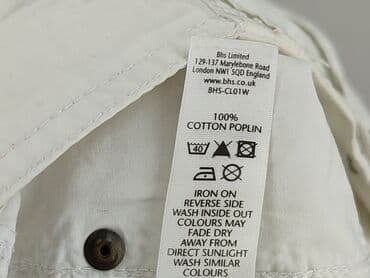 Bhs Limited
129-137 Marylebone Road
London NW1 5QD England
www.bhs.co.uk
BHS-CL01W
100%
COTTON POPLIN
40
IRON ON
REVERSE SIDE
WASH INSIDE OUT
COLOURS MAY
FADE DRY
AWAY FROM
DIRECT SUNLIGHT
WASH SIMILAR
COLOURS